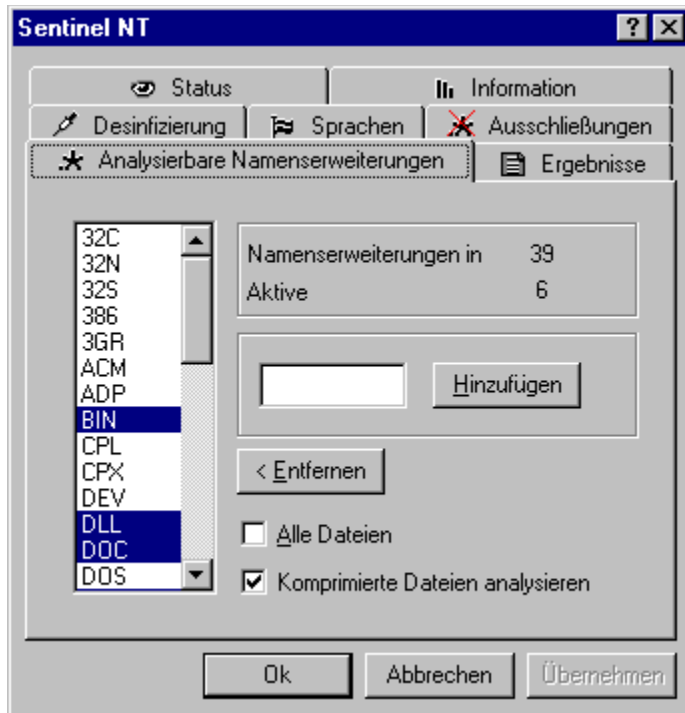 Sentinel NT
Status
Information
Desinfizierung
Sprachen
Ausschließungen
Analysierbare Namenserweiterungen
Ergebnisse
32C
32N
32S
386
3GR
ACM
ADP
BIN
CPL
CPX
DEV
DLL
DOC
DOS
Namenserweiterungen in 39
Aktive 6
Hinzufügen
< Entfernen
Alle Dateien
Komprimierte Dateien analysieren
Ok
Abbrechen
Übernehmen